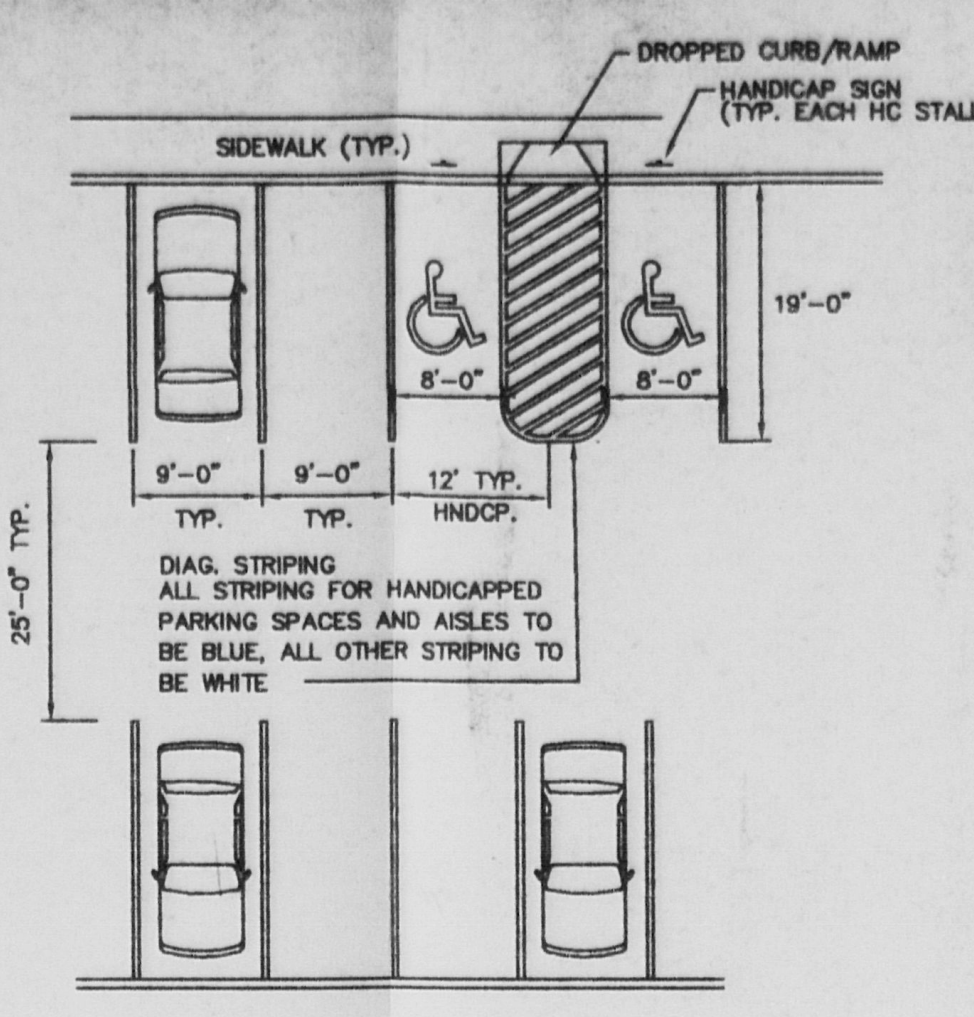 DROPPED CURB/RAMP
HANDICAP SIGN
(TYP. EACH HC STALL
SIDEWALK (TYP.)
19'-0"
8'-0"
8'-0"
9'-0"
TYP.
9'-0"
TYP.
12' TYP.
HNDCP.
25'-0" TYP.
DIAG. STRIPING
ALL STRIPING FOR HANDICAPPED
PARKING SPACES AND AISLES TO
BE BLUE, ALL OTHER STRIPING TO
BE WHITE